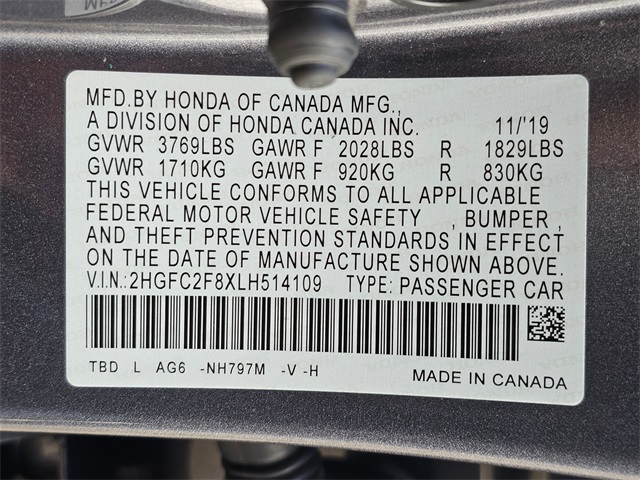 MFD.BY HONDA OF CANADA MFG.,
A DIVISION OF HONDA CANADA INC. 11/'19
GVWR 3769LBS GAWR F 2028LBS R 1829LBS
GVWR 1710KG GAWR F 920KG R 830KG
THIS VEHICLE CONFORMS TO ALL APPLICABLE
FEDERAL MOTOR VEHICLE SAFETY , BUMPER ,
AND THEFT PREVENTION STANDARDS IN EFFECT
ON THE DATE OF MANUFACTURE SHOWN ABOVE.
V.I.N.: 2HGFC2F8XLH514109 TYPE: PASSENGER CAR
TBD L AG6 -NH797M -V -H
MADE IN CANADA